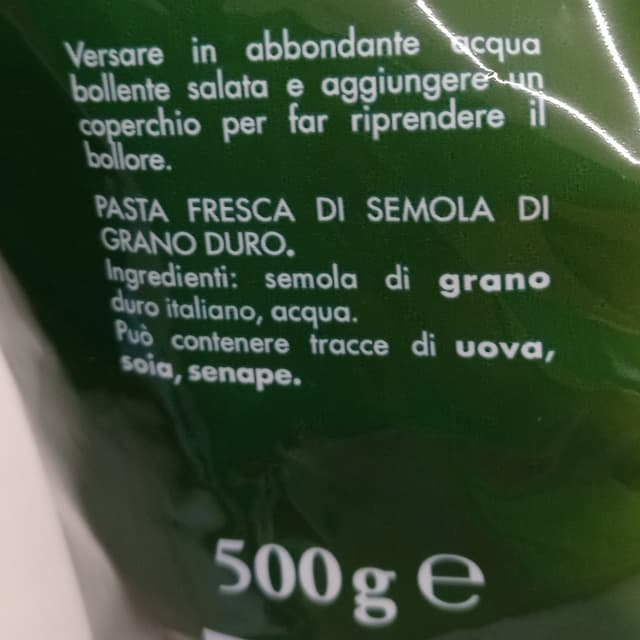 Versare in abbondante acqua
bollente salata e aggiungere un
coperchio per far riprendere il
bollore.
PASTA FRESCA DI SEMOLA DI
GRANO DURO.
Ingredienti: semola di grano
duro italiano, acqua.
Può contenere tracce di uova,
soia, senape.
500g ℮